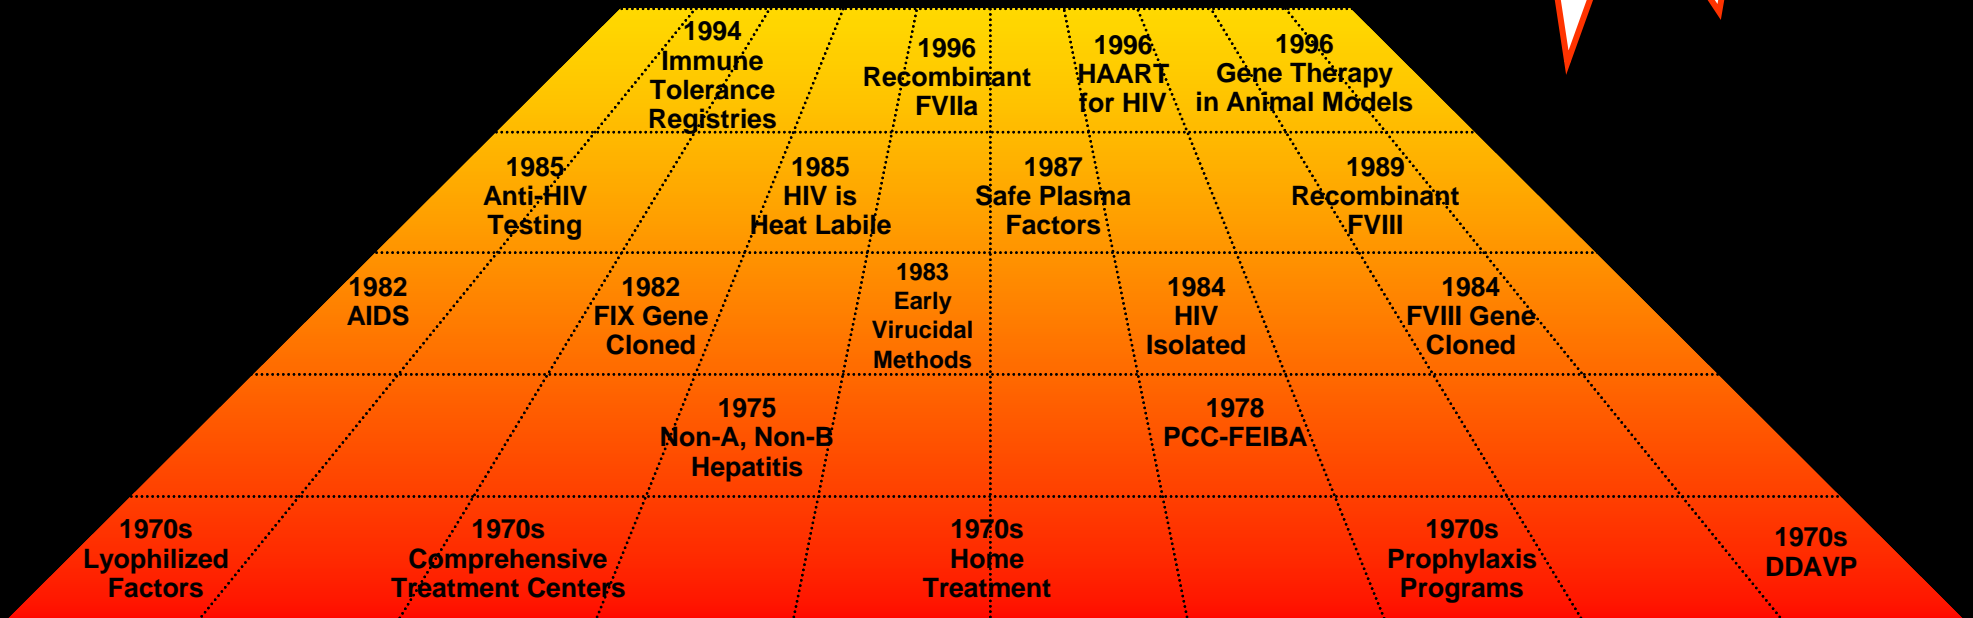 1994
Immune
Tolerance
Registries
1996
Recombinant
FVIIa
1996
HAART
for HIV
1996
Gene Therapy
in Animal Models
1985
Anti-HIV
Testing
1985
HIV is
Heat Labile
1987
Safe Plasma
Factors
1989
Recombinant
FVIII
1982
AIDS
1982
FIX Gene
Cloned
1983
Early
Virucidal
Methods
1984
HIV
Isolated
1984
FVIII Gene
Cloned
1975
Non-A, Non-B
Hepatitis
1978
PCC-FEIBA
1970s
Lyophilized
Factors
1970s
Comprehensive
Treatment Centers
1970s
Home
Treatment
1970s
Prophylaxis
Programs
1970s
DDAVP